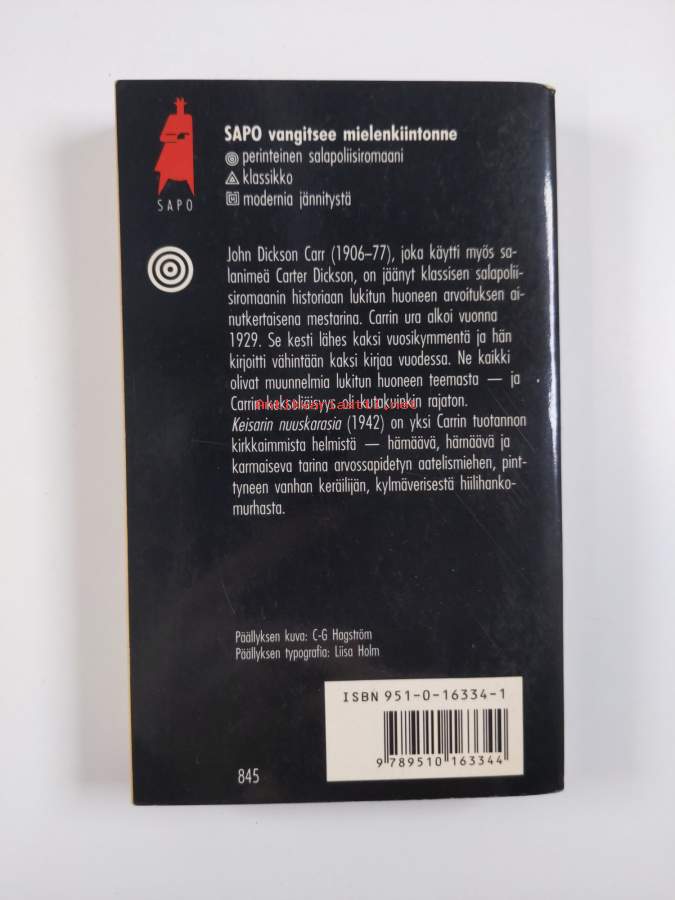 SAPO vangitsee mielenkiintonne
perinteinen salapoliisiromaani
klassikko
modernia jännitystä
SAPO
John Dickson Carr (1906–77), joka käytti myös sa-
lanimeä Carter Dickson, on jäänyt klassisen salapolii-
siromaanin historiaan lukitun huoneen arvoituksen ai-
nutkertaisena mestarina. Carrin ura alkoi vuonna
1929. Se kesti lähes kaksi vuosikymmentä ja hän
kirjoitti vähintään kaksi kirjaa vuodessa. Ne kaikki
olivat muunnelmia lukitun huoneen teemasta — ja
Carrin kekseliäisyys oli kutakuinkin rajaton.
Keisarin nuuskarasia (1942) on yksi Carrin tuotannon
kirkkaimmista helmistä — hämäävä, hämäävä ja
karmaiseva tarina arvossapidetyn aatelismiehen, pint-
tyneen vanhan keräilijän, kylmäverisestä hiilihanko-
murhasta.
Päällyksen kuva: C-G Hagström
Päällyksen typografia: Liisa Holm
ISBN 951-0-16334-1
9 789510 163344
845